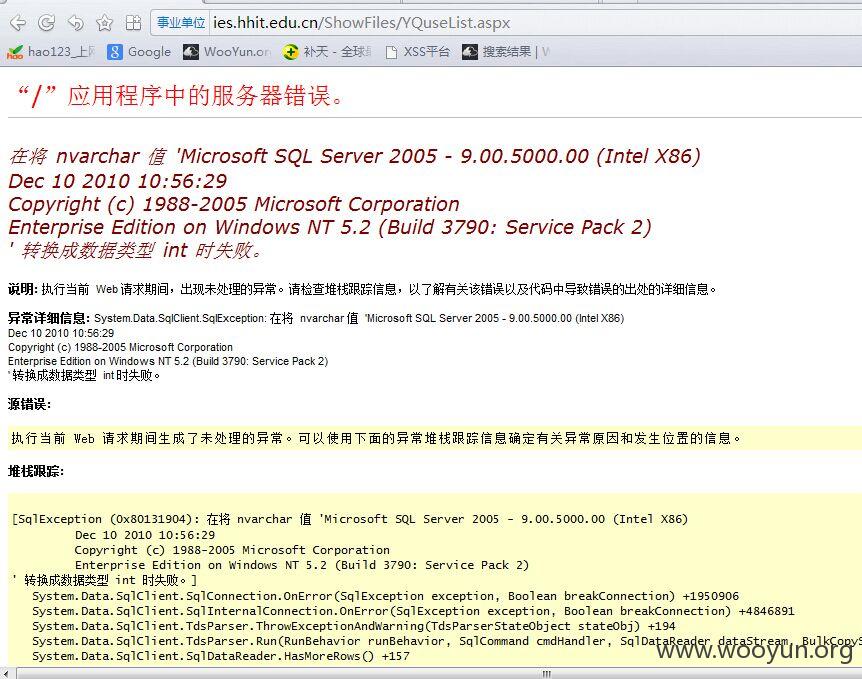 事业单位 ies.hhit.edu.cn/ShowFiles/YQuseList.aspx
hao123_上 Google WooYun.or 补天 - 全球 XSS平台 搜索结果 | W
“/”应用程序中的服务器错误。
在将 nvarchar 值 'Microsoft SQL Server 2005 - 9.00.5000.00 (Intel X86)
Dec 10 2010 10:56:29
Copyright (c) 1988-2005 Microsoft Corporation
Enterprise Edition on Windows NT 5.2 (Build 3790: Service Pack 2)
' 转换成数据类型 int 时失败。
说明: 执行当前 Web 请求期间，出现未处理的异常。请检查堆栈跟踪信息，以了解有关该错误以及代码中导致错误的出处的详细信息。
异常详细信息: System.Data.SqlClient.SqlException: 在将 nvarchar 值 'Microsoft SQL Server 2005 - 9.00.5000.00 (Intel X86)
Dec 10 2010 10:56:29
Copyright (c) 1988-2005 Microsoft Corporation
Enterprise Edition on Windows NT 5.2 (Build 3790: Service Pack 2)
' 转换成数据类型 int 时失败。
源错误:
执行当前 Web 请求期间生成了未处理的异常。可以使用下面的异常堆栈跟踪信息确定有关异常原因和发生位置的信息。
堆栈跟踪:
[SqlException (0x80131904): 在将 nvarchar 值 'Microsoft SQL Server 2005 - 9.00.5000.00 (Intel X86)
Dec 10 2010 10:56:29
Copyright (c) 1988-2005 Microsoft Corporation
Enterprise Edition on Windows NT 5.2 (Build 3790: Service Pack 2)
' 转换成数据类型 int 时失败。]
System.Data.SqlClient.SqlConnection.OnError(SqlException exception, Boolean breakConnection) +1950906
System.Data.SqlClient.SqlInternalConnection.OnError(SqlException exception, Boolean breakConnection) +4846891
System.Data.SqlClient.TdsParser.ThrowExceptionAndWarning(TdsParserStateObject stateObj) +194
System.Data.SqlClient.TdsParser.Run(RunBehavior runBehavior, SqlCommand cmdHandler, SqlDataReader dataStream, BulkCopyS
System.Data.SqlClient.SqlDataReader.HasMoreRows() +157
www.wooyun.org